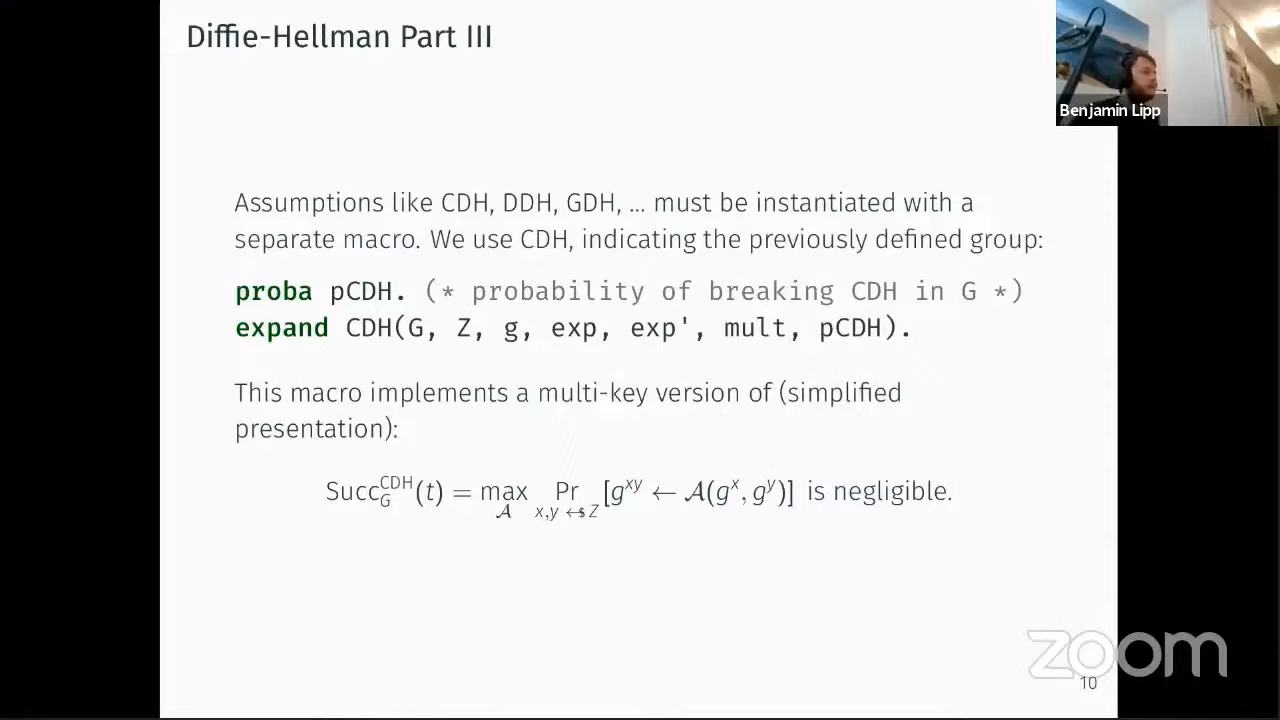 Diffie-Hellman Part III
Benjamin Lipp
Assumptions like CDH, DDH, GDH, ... must be instantiated with a
separate macro. We use CDH, indicating the previously defined group:
proba pCDH. (* probability of breaking CDH in G *)
expand CDH(G, Z, g, exp, exp', mult, pCDH).
This macro implements a multi-key version of (simplified
presentation):
Succ_G^CDH(t) = max_𝒜 Pr_{x,y ←$ Z} [g^{xy} ← 𝒜(g^x, g^y)] is negligible.
zoom
10